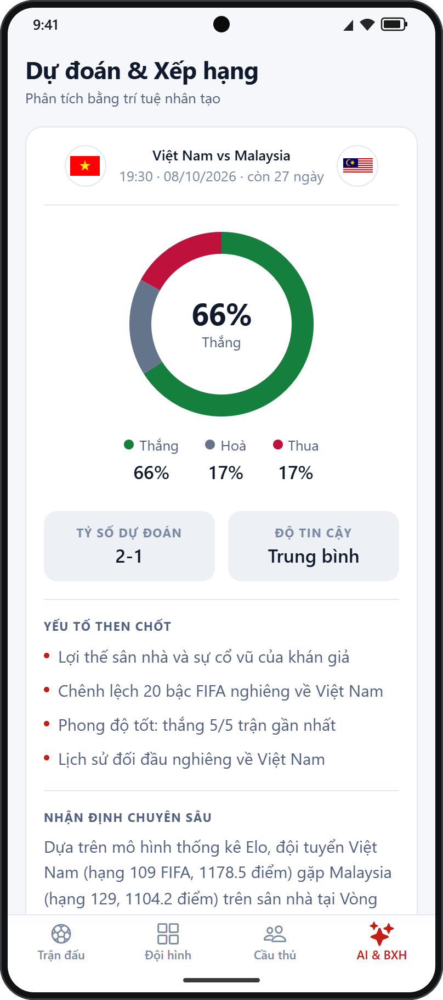 9:41
Dự đoán & Xếp hạng
Phân tích bằng trí tuệ nhân tạo
Việt Nam vs Malaysia
19:30 · 08/10/2026 · còn 27 ngày
66%
Thắng
Thắng
Hoà
Thua
66%
17%
17%
TỶ SỐ DỰ ĐOÁN
2-1
ĐỘ TIN CẬY
Trung bình
YẾU TỐ THEN CHỐT
Lợi thế sân nhà và sự cổ vũ của khán giả
Chênh lệch 20 bậc FIFA nghiêng về Việt Nam
Phong độ tốt: thắng 5/5 trận gần nhất
Lịch sử đối đầu nghiêng về Việt Nam
NHẬN ĐỊNH CHUYÊN SÂU
Dựa trên mô hình thống kê Elo, đội tuyển Việt
Nam (hạng 109 FIFA, 1178.5 điểm) gặp Malaysia
(hạng 129, 1104.2 điểm) trên sân nhà tại Vòng
Trận đấu
Đội hình
Cầu thủ
AI & BXH